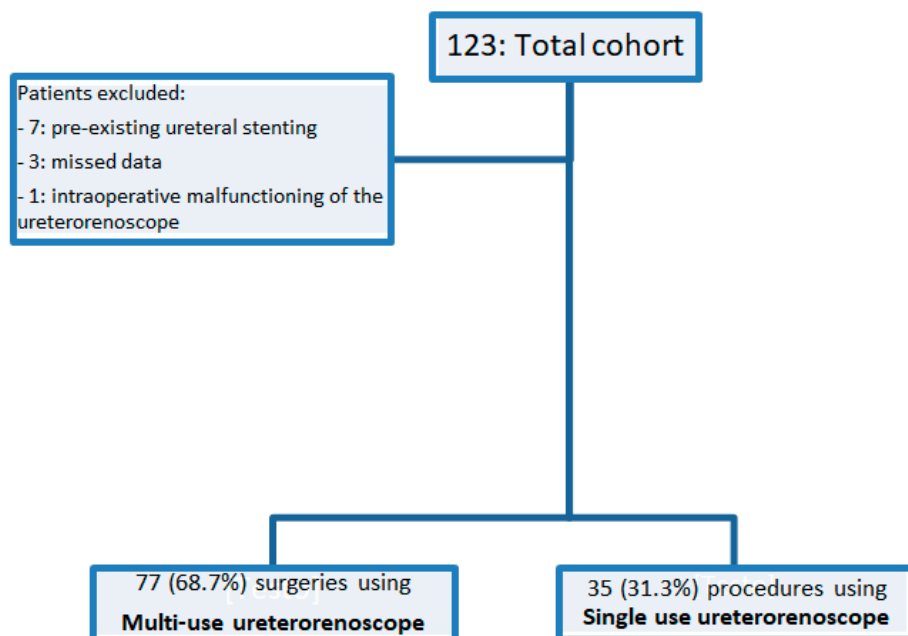 123: Total cohort
Patients excluded:
- 7: pre-existing ureteral stenting
- 3: missed data
- 1: intraoperative malfunctioning of the
ureterorenoscope
77 (68.7%) surgeries using
Multi-use ureterorenoscope
35 (31.3%) procedures using
Single use ureterorenoscope